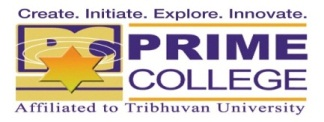 Create. Initiate. Explore. Innovate.
PRIME
COLLEGE
Affiliated to Tribhuvan University